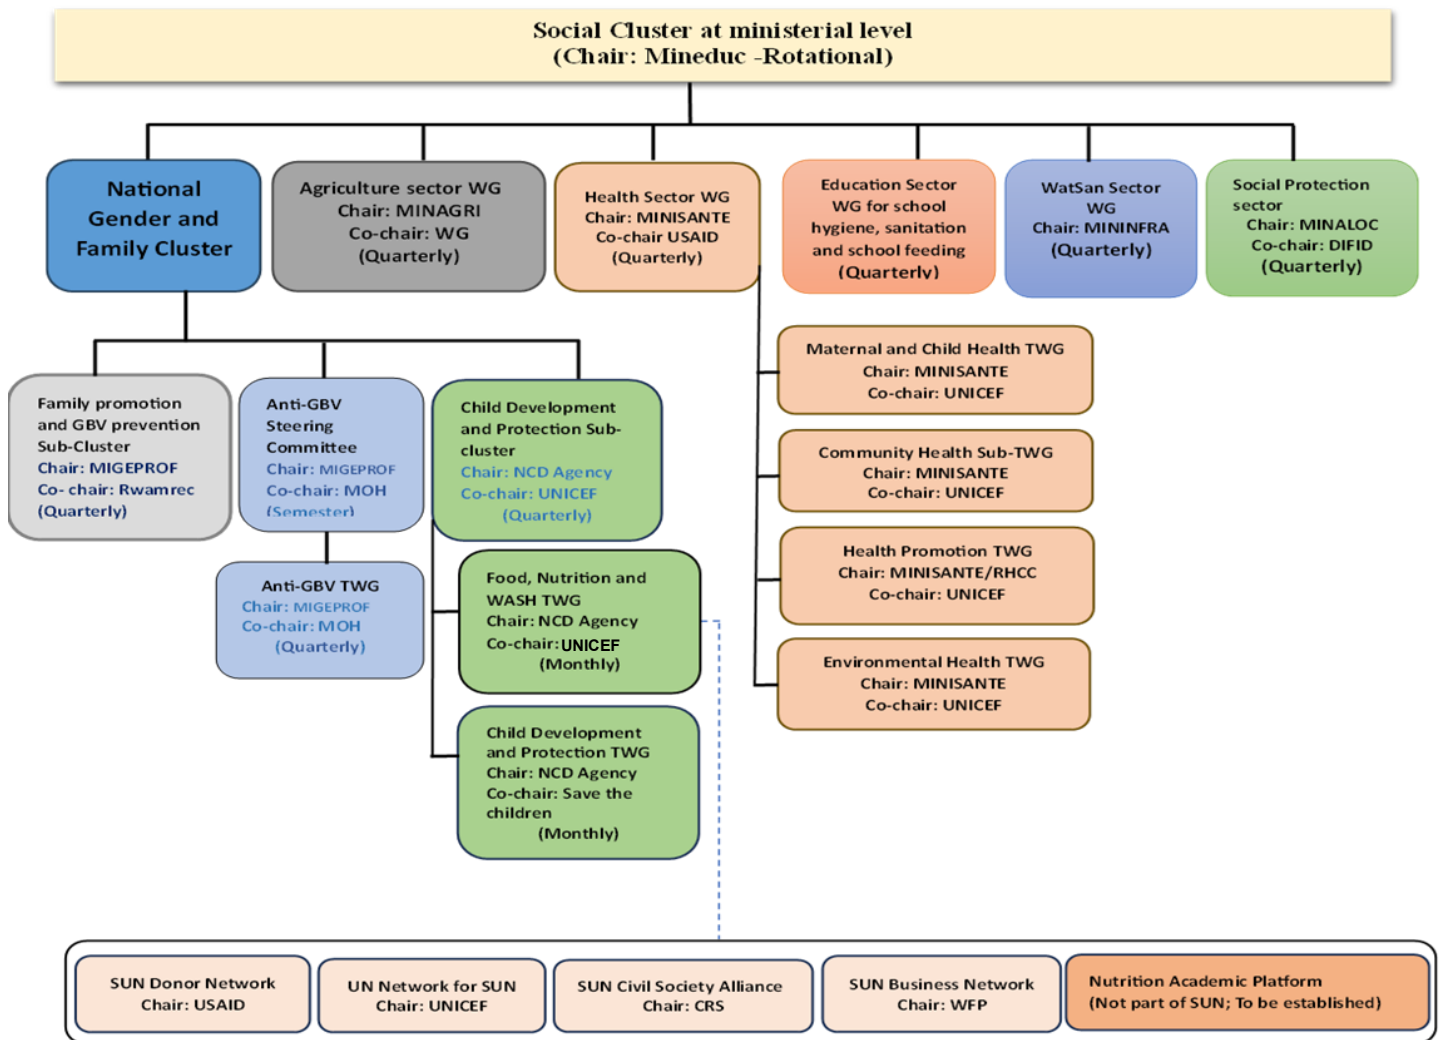 Social Cluster at ministerial level
(Chair: Mineduc -Rotational)
National
Gender and
Family Cluster
Agriculture sector WG
Chair: MINAGRI
Co-chair: WG
(Quarterly)
Health Sector WG
Chair: MINISANTE
Co-chair USAID
(Quarterly)
Education Sector
WG for school
hygiene, sanitation
and school feeding
(Quarterly)
WatSan Sector
WG
Chair: MININFRA
(Quarterly)
Social Protection
sector
Chair: MINALOC
Co-chair: DIFID
(Quarterly)
Family promotion
and GBV prevention
Sub-Cluster
Chair: MIGEPROF
Co- chair: Rwamrec
(Quarterly)
Anti-GBV
Steering
Committee
Chair: MIGEPROF
Co-chair: MOH
(Semester)
Anti-GBV TWG
Chair: MIGEPROF
Co-chair: MOH
(Quarterly)
Child Development
and Protection Sub-
cluster
Chair: NCD Agency
Co-chair: UNICEF
(Quarterly)
Food, Nutrition and
WASH TWG
Chair: NCD Agency
Co-chair: UNICEF
(Monthly)
Child Development
and Protection TWG
Chair: NCD Agency
Co-chair: Save the
children
(Monthly)
Maternal and Child Health TWG
Chair: MINISANTE
Co-chair: UNICEF
Community Health Sub-TWG
Chair: MINISANTE
Co-chair: UNICEF
Health Promotion TWG
Chair: MINISANTE/RHCC
Co-chair: UNICEF
Environmental Health TWG
Chair: MINISANTE
Co-chair: UNICEF
SUN Donor Network
Chair: USAID
UN Network for SUN
Chair: UNICEF
SUN Civil Society Alliance
Chair: CRS
SUN Business Network
Chair: WFP
Nutrition Academic Platform
(Not part of SUN; To be established)